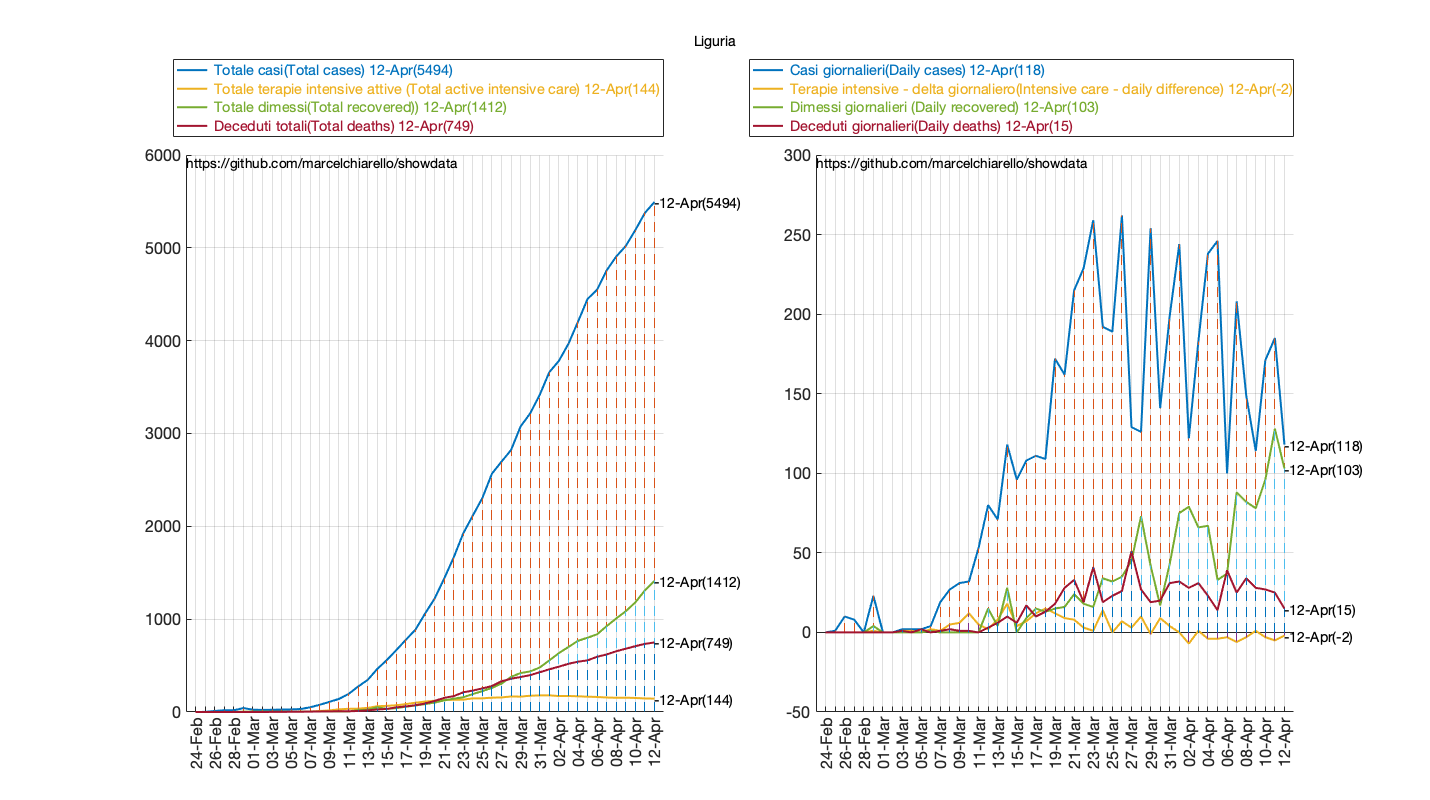 Liguria
Totale casi(Total cases) 12-Apr(5494)
Totale terapie intensive attive (Total active intensive care) 12-Apr(144)
Totale dimessi(Total recovered)) 12-Apr(1412)
Deceduti totali(Total deaths) 12-Apr(749)
6000
https://github.com/marcelchiarello/showdata
5000
4000
3000
2000
1000
0
12-Apr(5494)
12-Apr(1412)
12-Apr(749)
12-Apr(144)
24-Feb
26-Feb
28-Feb
01-Mar
03-Mar
05-Mar
07-Mar
09-Mar
11-Mar
13-Mar
15-Mar
17-Mar
19-Mar
21-Mar
23-Mar
25-Mar
27-Mar
29-Mar
31-Mar
02-Apr
04-Apr
06-Apr
08-Apr
10-Apr
12-Apr
Casi giornalieri(Daily cases) 12-Apr(118)
Terapie intensive - delta giornaliero(Intensive care - daily difference) 12-Apr(-2)
Dimessi giornalieri (Daily recovered) 12-Apr(103)
Deceduti giornalieri(Daily deaths) 12-Apr(15)
300
https://github.com/marcelchiarello/showdata
250
200
150
100
50
0
-50
12-Apr(118)
12-Apr(103)
12-Apr(15)
12-Apr(-2)
24-Feb
26-Feb
28-Feb
01-Mar
03-Mar
05-Mar
07-Mar
09-Mar
11-Mar
13-Mar
15-Mar
17-Mar
19-Mar
21-Mar
23-Mar
25-Mar
27-Mar
29-Mar
31-Mar
02-Apr
04-Apr
06-Apr
08-Apr
10-Apr
12-Apr